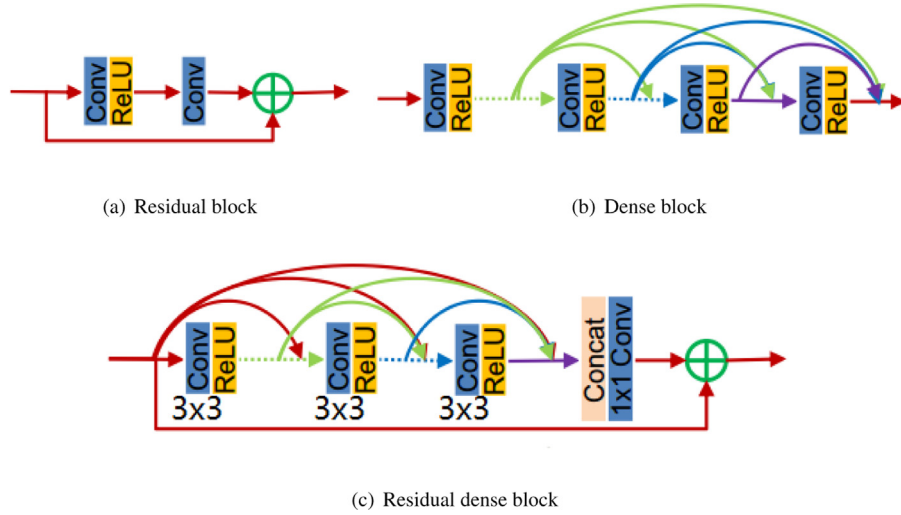 Conv
ReLU
Conv
Conv
ReLU
Conv
ReLU
Conv
ReLU
Conv
ReLU
(a) Residual block
(b) Dense block
Conv
ReLU
3x3
Conv
ReLU
3x3
Conv
ReLU
3x3
Concat
1x1 Conv
(c) Residual dense block